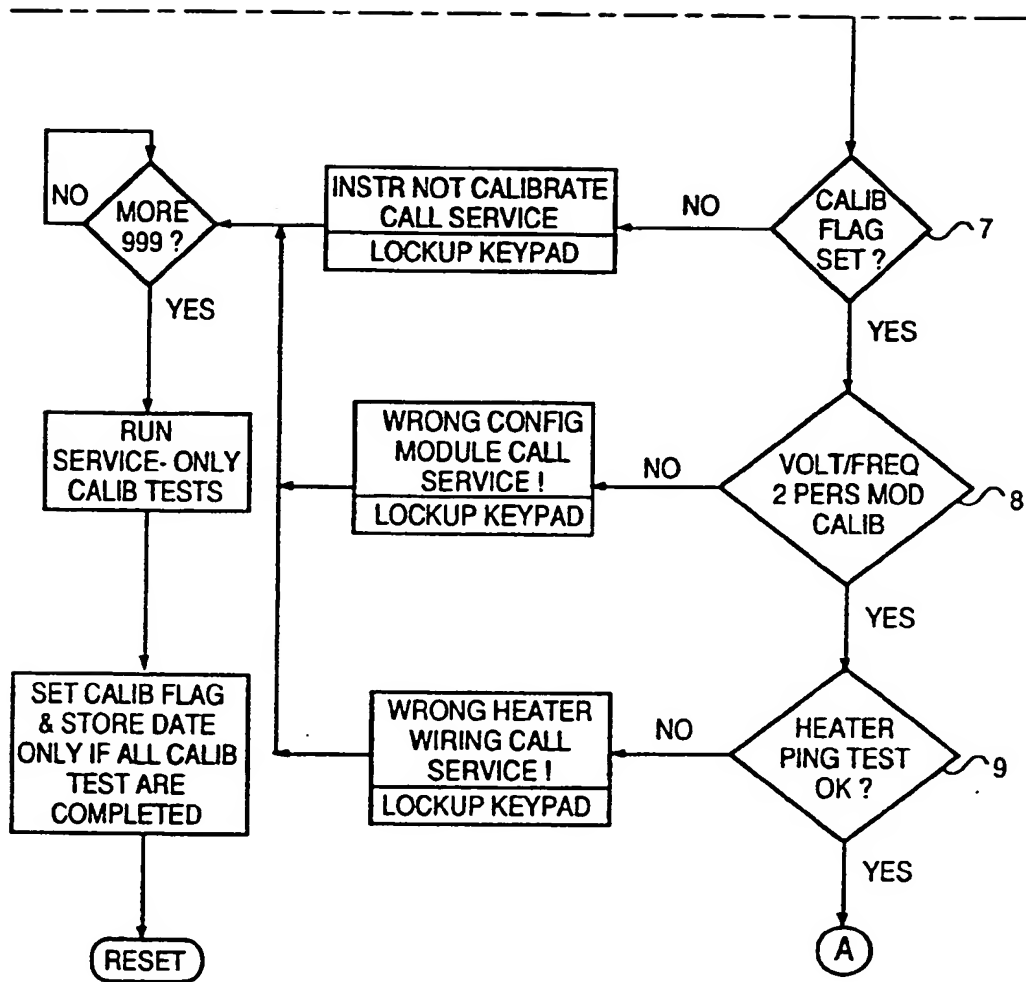 NO
MORE
999 ?
YES
INSTR NOT CALIBRATE
CALL SERVICE
LOCKUP KEYPAD
NO
CALIB
FLAG
SET ?
7
YES
RUN
SERVICE- ONLY
CALIB TESTS
WRONG CONFIG
MODULE CALL
SERVICE !
LOCKUP KEYPAD
NO
VOLT/FREQ
2 PERS MOD
CALIB
8
YES
SET CALIB FLAG
& STORE DATE
ONLY IF ALL CALIB
TEST ARE
COMPLETED
WRONG HEATER
WIRING CALL
SERVICE !
LOCKUP KEYPAD
NO
HEATER
PING TEST
OK ?
9
YES
RESET
A